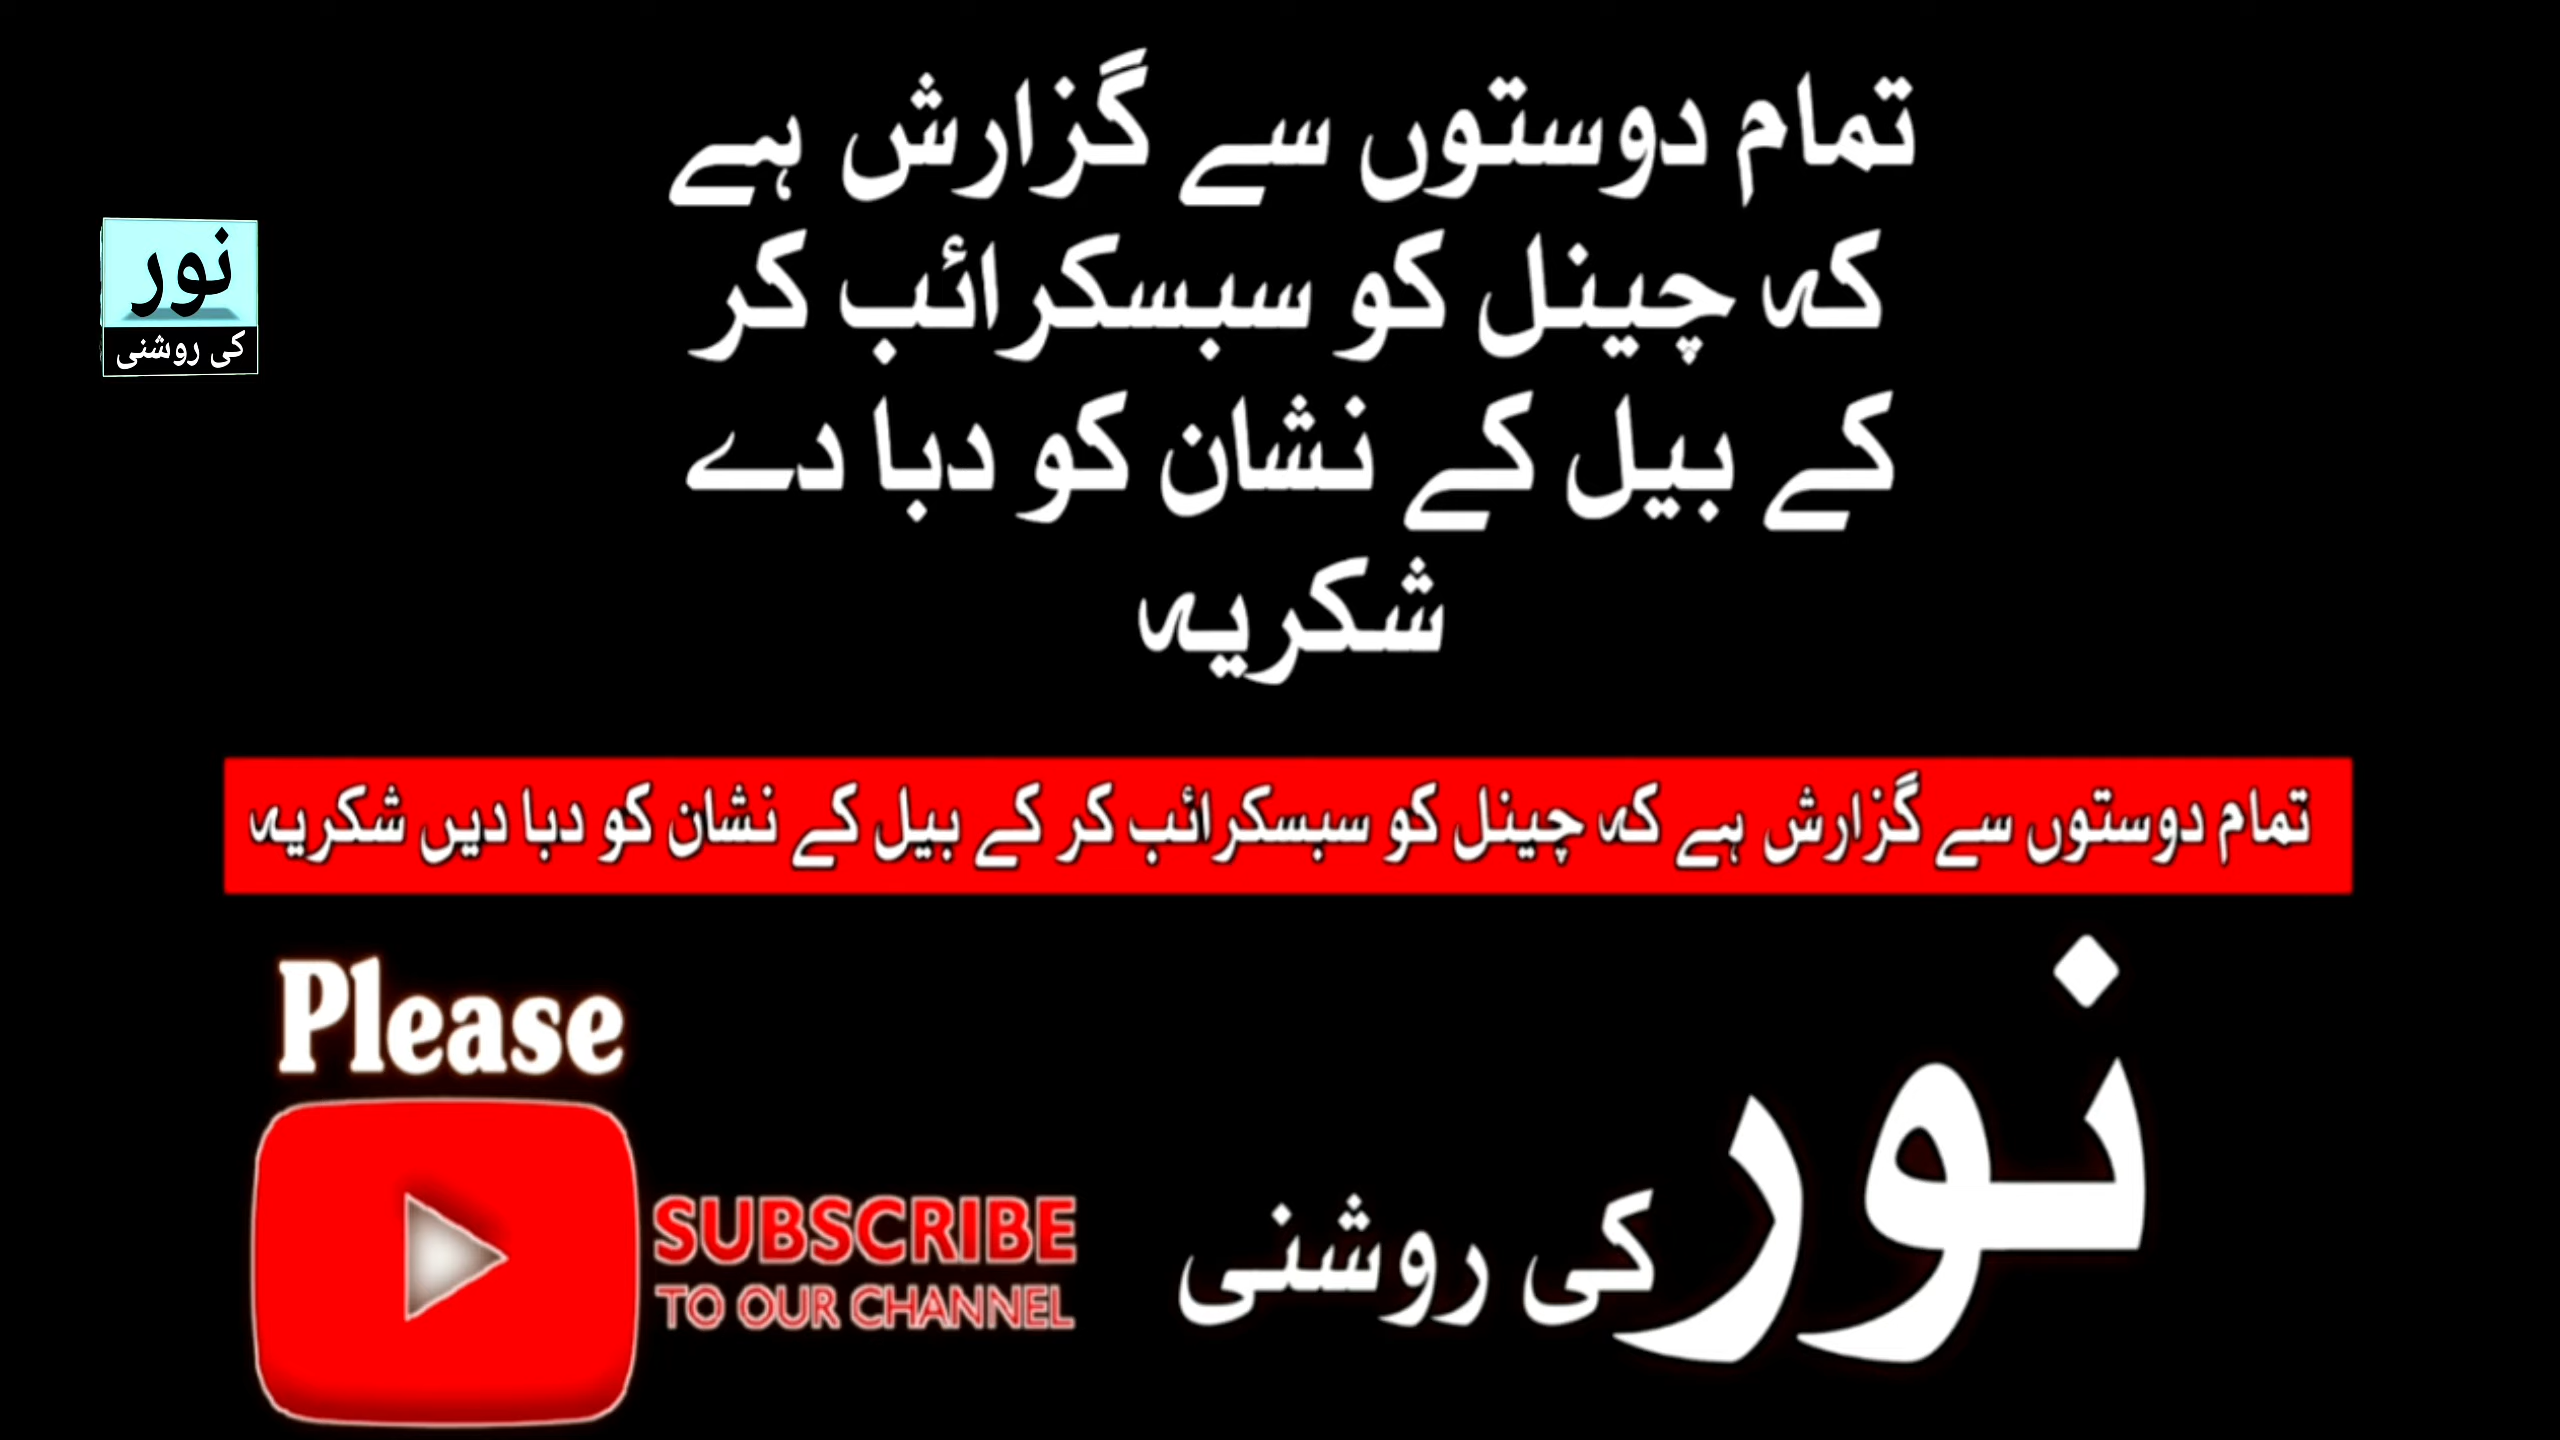 تمام دوستوں سے گزارش ہے
کہ چینل کو سبسکرائب کر
کے بیل کے نشان کو دبا دے
شکریہ
نور
کی روشنی
تمام دوستوں سے گزارش ہے کہ چینل کو سبسکرائب کر کے بیل کے نشان کو دبا دیں شکریہ
Please
SUBSCRIBE
TO OUR CHANNEL
نور
کی روشنی